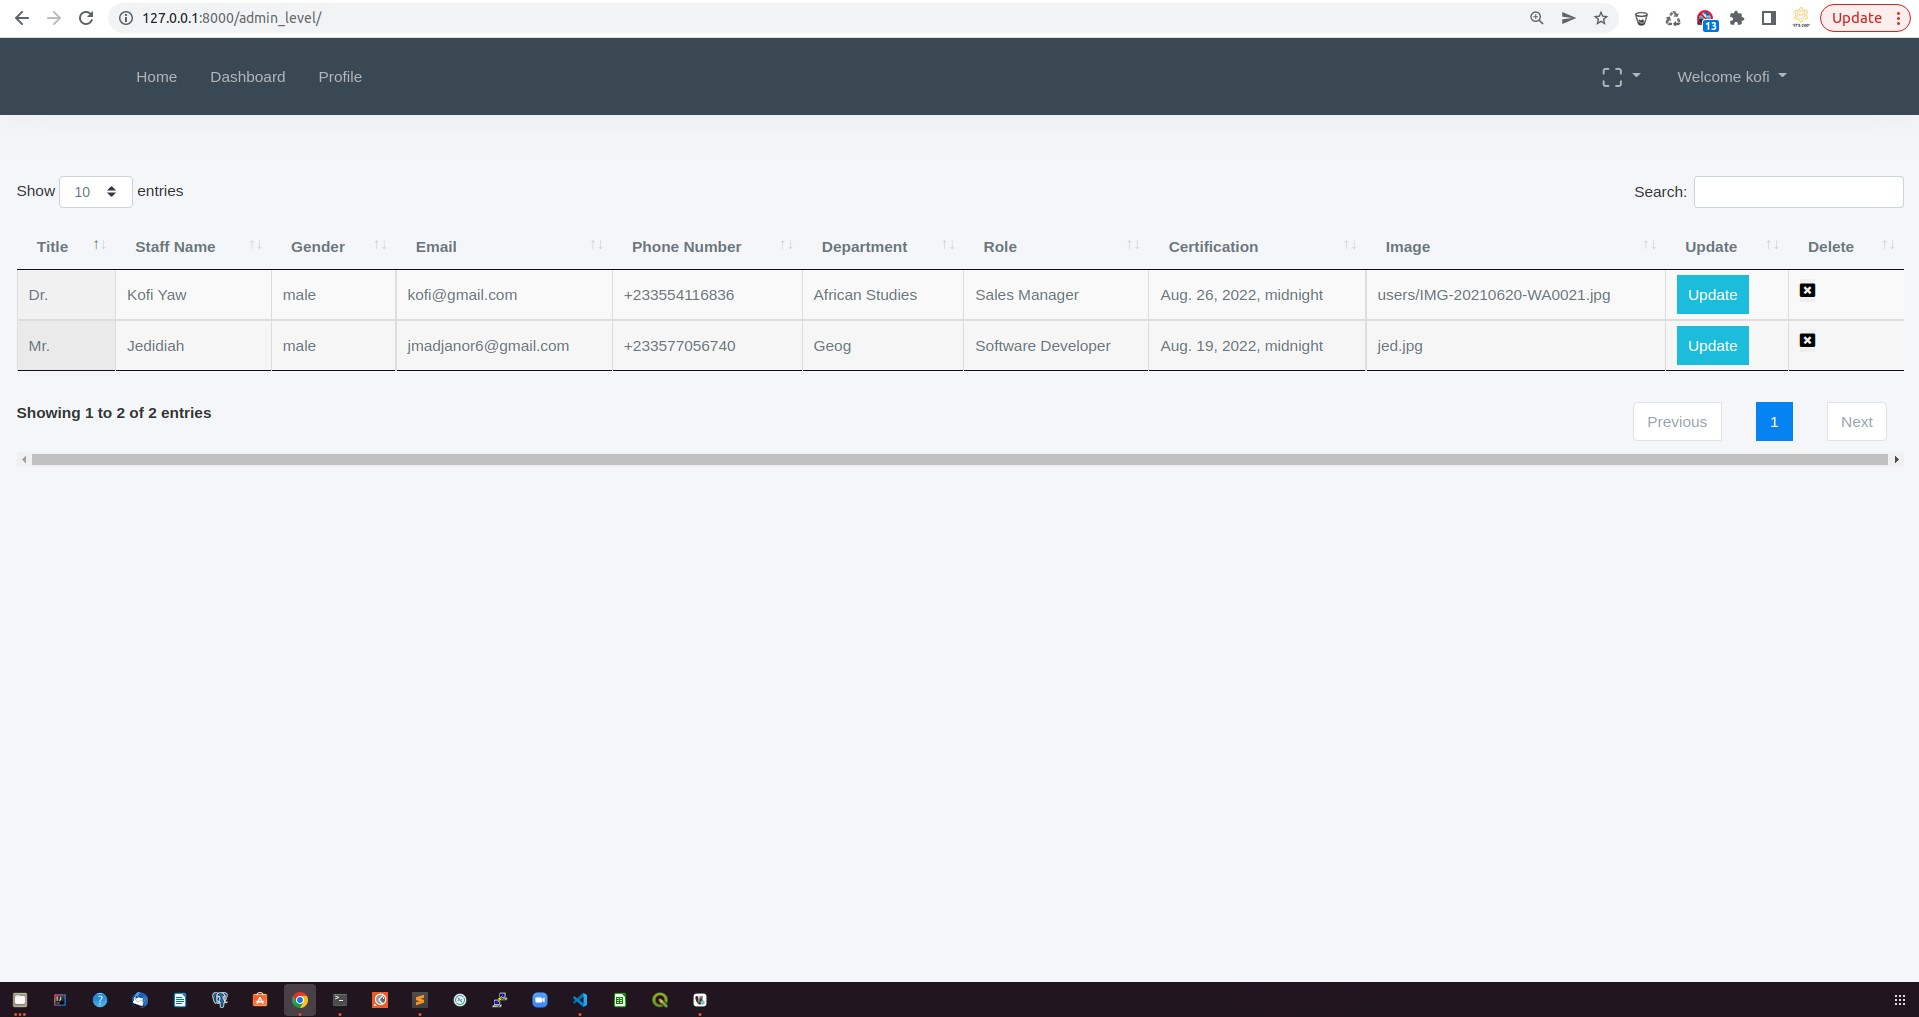 127.0.0.1:8000/admin_level/ 13 Update
Home Dashboard Profile Welcome kofi
Show 10 entries Search:
Title Staff Name Gender Email Phone Number Department Role Certification Image Update Delete
Dr. Kofi Yaw male kofi@gmail.com +233554116836 African Studies Sales Manager Aug. 26, 2022, midnight users/IMG-20210620-WA0021.jpg Update
Mr. Jedidiah male jmadjanor6@gmail.com +233577056740 Geog Software Developer Aug. 19, 2022, midnight jed.jpg Update
Showing 1 to 2 of 2 entries Previous 1 Next